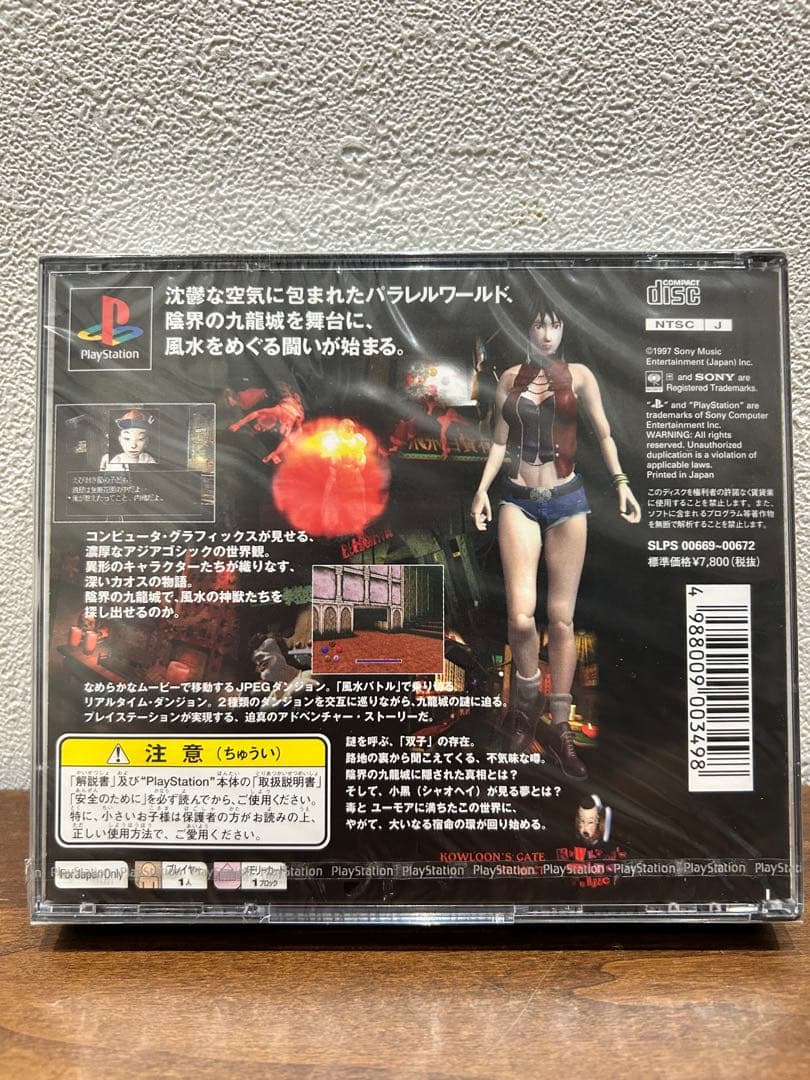 PlayStation
沈鬱な空気に包まれたパラレルワールド、
陰界の九龍城を舞台に、
風水をめぐる闘いが始まる。
COMPACT
disc
NTSC J
©1997 Sony Music
Entertainment (Japan) Inc.
and SONY are
Registered Trademarks.
" " and "PlayStation" are
trademarks of Sony Computer
Entertainment Inc.
WARNING: All rights
reserved. Unauthorized
duplication is a violation of
applicable laws.
Printed in Japan
このディスクを権利者の許諾なく賃貸業
に使用することを禁止します。また、
ソフトに含まれるプログラム等著作物
を無断で解析することを禁止します。
SLPS 00669~00672
標準価格¥7,800(税抜)
4 988009 003498
コンピュータ・グラフィックスが見せる、
濃厚なアジアゴシックの世界観。
異形のキャラクターたちが織りなす、
深いカオスの物語。
陰界の九龍城で、風水の神獣たちを
探し出せるのか。
なめらかなムービーで移動するJPEGダンジョン。「風水バトル」で乗り切る
リアルタイム・ダンジョン。2種類のダンジョンを交互に巡りながら、九龍城の謎に迫る。
プレイステーションが実現する、迫真のアドベンチャー・ストーリーだ。
謎を呼ぶ、「双子」の存在。
路地の裏から聞こえてくる、不気味な噂。
陰界の九龍城に隠された真相とは?
そして、小黒(シャオヘイ)が見る夢とは?
毒と ユーモアに満ちたこの世界に、
やがて、大いなる宿命の環が回り始める。
注意(ちゅうい)
「解説書」及び"PlayStation"本体の「取扱説明書」
「安全のために」を必ず読んでから、ご使用ください。
特に、小さいお子様は保護者の方がお読みの上、
正しい使用方法で、ご愛用ください。
KOWLOON'S GATE
For Japan Only
プレイヤー
1人
メモリーカード
1ブロック
PlayStation PlayStation PlayStation PlayStation PlayStation PlayStation PlayStation